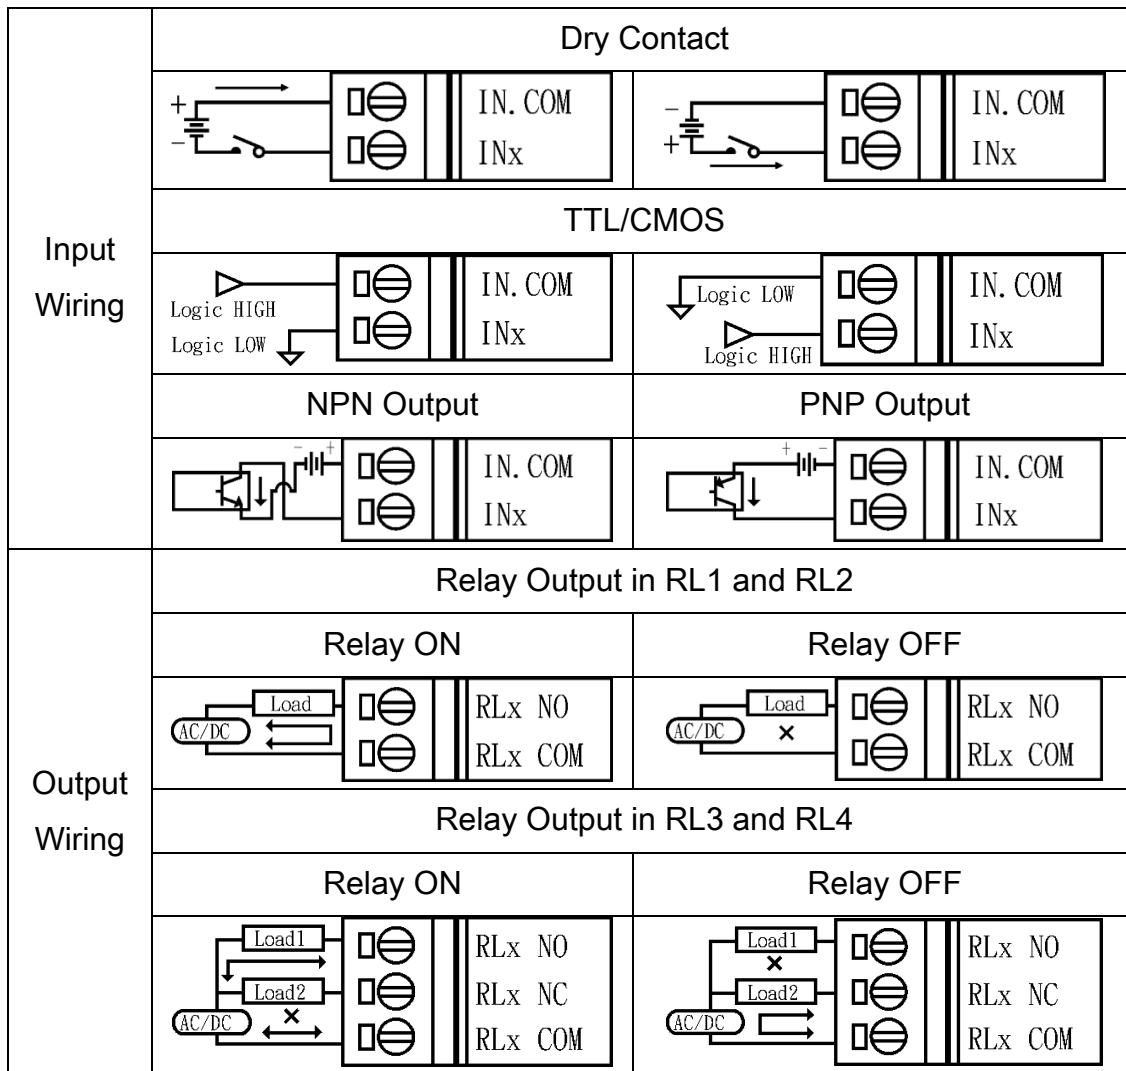 Input
Wiring
Dry Contact
+
-
IN. COM
INx
-
+
IN. COM
INx
TTL/CMOS
Logic HIGH
Logic LOW
IN. COM
INx
Logic LOW
Logic HIGH
IN. COM
INx
NPN Output
PNP Output
- +
IN. COM
INx
+ -
IN. COM
INx
Output
Wiring
Relay Output in RL1 and RL2
Relay ON
Relay OFF
Load
AC/DC
RLx NO
RLx COM
Load
AC/DC
RLx NO
RLx COM
Relay Output in RL3 and RL4
Relay ON
Relay OFF
Load1
Load2
AC/DC
RLx NO
RLx NC
RLx COM
Load1
Load2
AC/DC
RLx NO
RLx NC
RLx COM